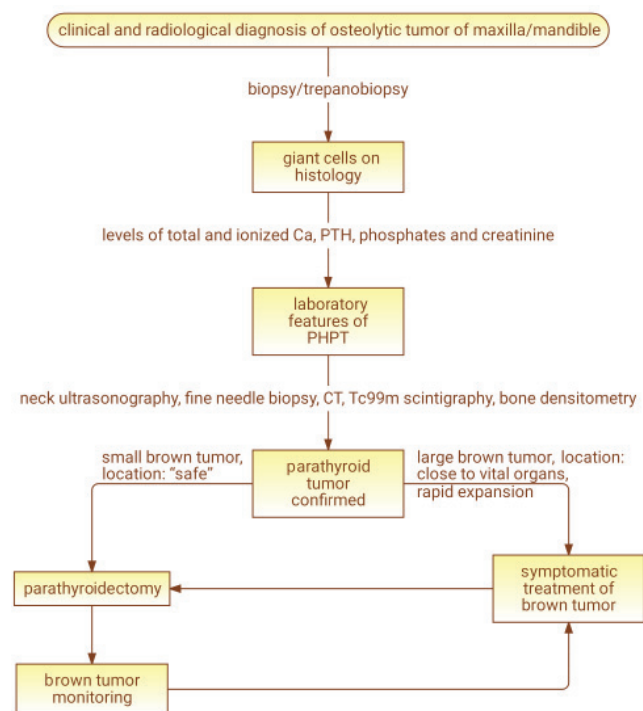 clinical and radiological diagnosis of osteolytic tumor of maxilla/mandible
biopsy/trepanobiopsy
giant cells on
histology
levels of total and ionized Ca, PTH, phosphates and creatinine
laboratory
features of
PHPT
neck ultrasonography, fine needle biopsy, CT, Tc99m scintigraphy, bone densitometry
small brown tumor,
location: “safe”
parathyroid
tumor
confirmed
large brown tumor, location:
close to vital organs,
rapid expansion
parathyroidectomy
symptomatic
treatment of
brown tumor
brown tumor
monitoring